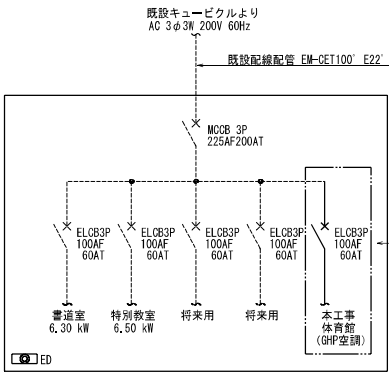 既設キュービクルより
AC 3φ3W 200V 60Hz
既設配線配管 EM-CET100° E22'
MCCB 3P
225AF200AT
ELCB3P
100AF
60AT
ELCB3P
100AF
60AT
ELCB3P
100AF
60AT
ELCB3P
100AF
60AT
ELCB3P
100AF
60AT
書道室
6.30 kW
特別教室
6.50 kW
将来用
将来用
本工事
体育館
(GHP空調)
ED